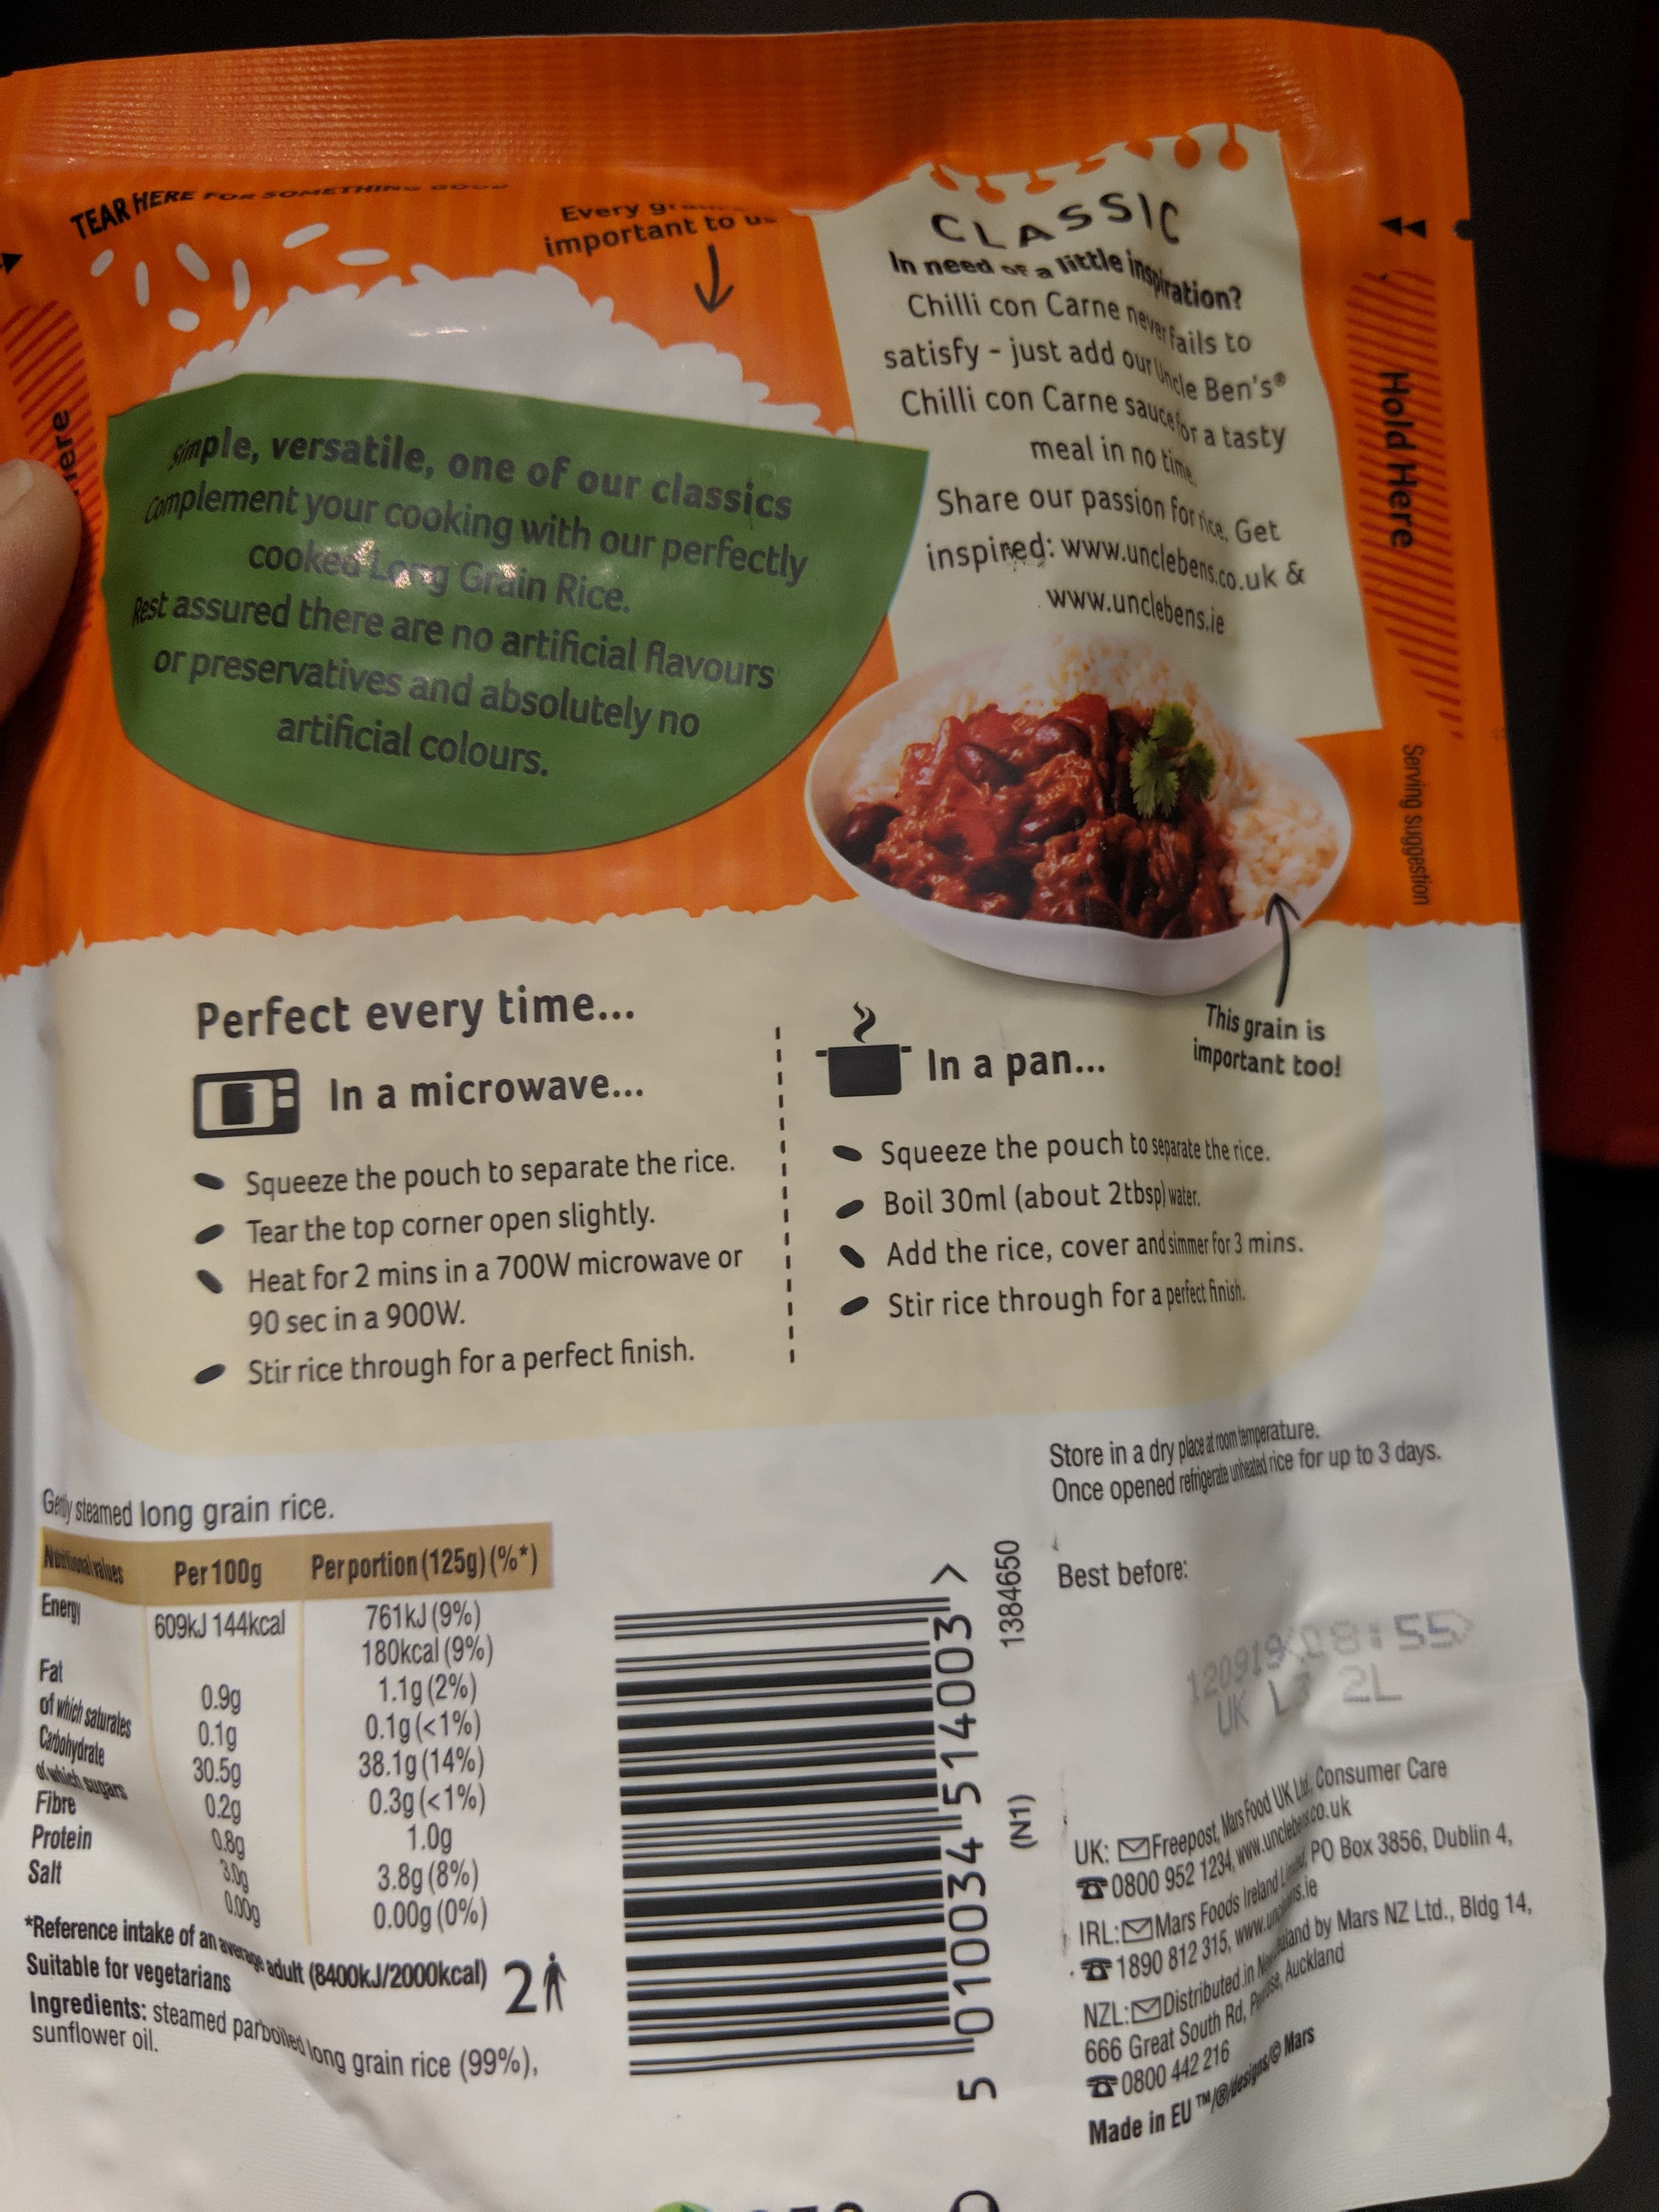 TEAR HERE FOR SOMETHING GOOD
Every
important to us
CLASSIC
In need of a little inspiration?
Chilli con Carne never fails to
satisfy - just add our Uncle Ben's®
Chilli con Carne sauce for a tasty
meal in no time.
Share our passion for rice. Get
inspired: www.unclebens.co.uk &
www.unclebens.ie
Hold Here
Serving suggestion
Simple, versatile, one of our classics
Complement your cooking with our perfectly
cooked Long Grain Rice.
Rest assured there are no artificial flavours
or preservatives and absolutely no
artificial colours.
This grain is
important too!
Perfect every time...
In a microwave...
Squeeze the pouch to separate the rice.
Tear the top corner open slightly.
Heat for 2 mins in a 700W microwave or
90 sec in a 900W.
Stir rice through for a perfect finish.
In a pan...
Squeeze the pouch to separate the rice.
Boil 30ml (about 2tbsp) water.
Add the rice, cover and simmer for 3 mins.
Stir rice through for a perfect finish.
Store in a dry place at room temperature.
Once opened refrigerate unheated rice for up to 3 days.
Gently steamed long grain rice.
Nutritional values Per 100g Per portion (125g) (%*)
Energy 609kJ 144kcal 761kJ (9%)
180kcal (9%)
Fat 0.9g 1.1g (2%)
of which saturates 0.1g 0.1g (<1%)
Carbohydrate 30.5g 38.1g (14%)
of which sugars 0.2g 0.3g (<1%)
Fibre 0.8g 1.0g
Protein 3.0g 3.8g (8%)
Salt 0.00g 0.00g (0%)
*Reference intake of an average adult (8400kJ/2000kcal)
Suitable for vegetarians
2
Ingredients: steamed parboiled long grain rice (99%),
sunflower oil.
5 010034 514003 >
1384650
(N1)
Best before:
120919 08:55
UK L3 2L
UK: Freepost, Mars Food UK Ltd, Consumer Care
0800 952 1234, www.unclebens.co.uk
IRL: Mars Foods Ireland Limited, PO Box 3856, Dublin 4,
1890 812 315, www.unclebens.ie
NZL: Distributed in New Zealand by Mars NZ Ltd., Bldg 14,
666 Great South Rd, Penrose, Auckland
0800 442 216
Made in EU ™/®/designs/© Mars